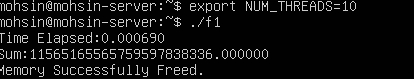 mohsin@mohsin-server:~$ export NUM_THREADS=10
mohsin@mohsin-server:~$ ./f1
Time Elapsed:0.000690
Sum:11565165565759597838336.000000
Memory Successfully Freed.